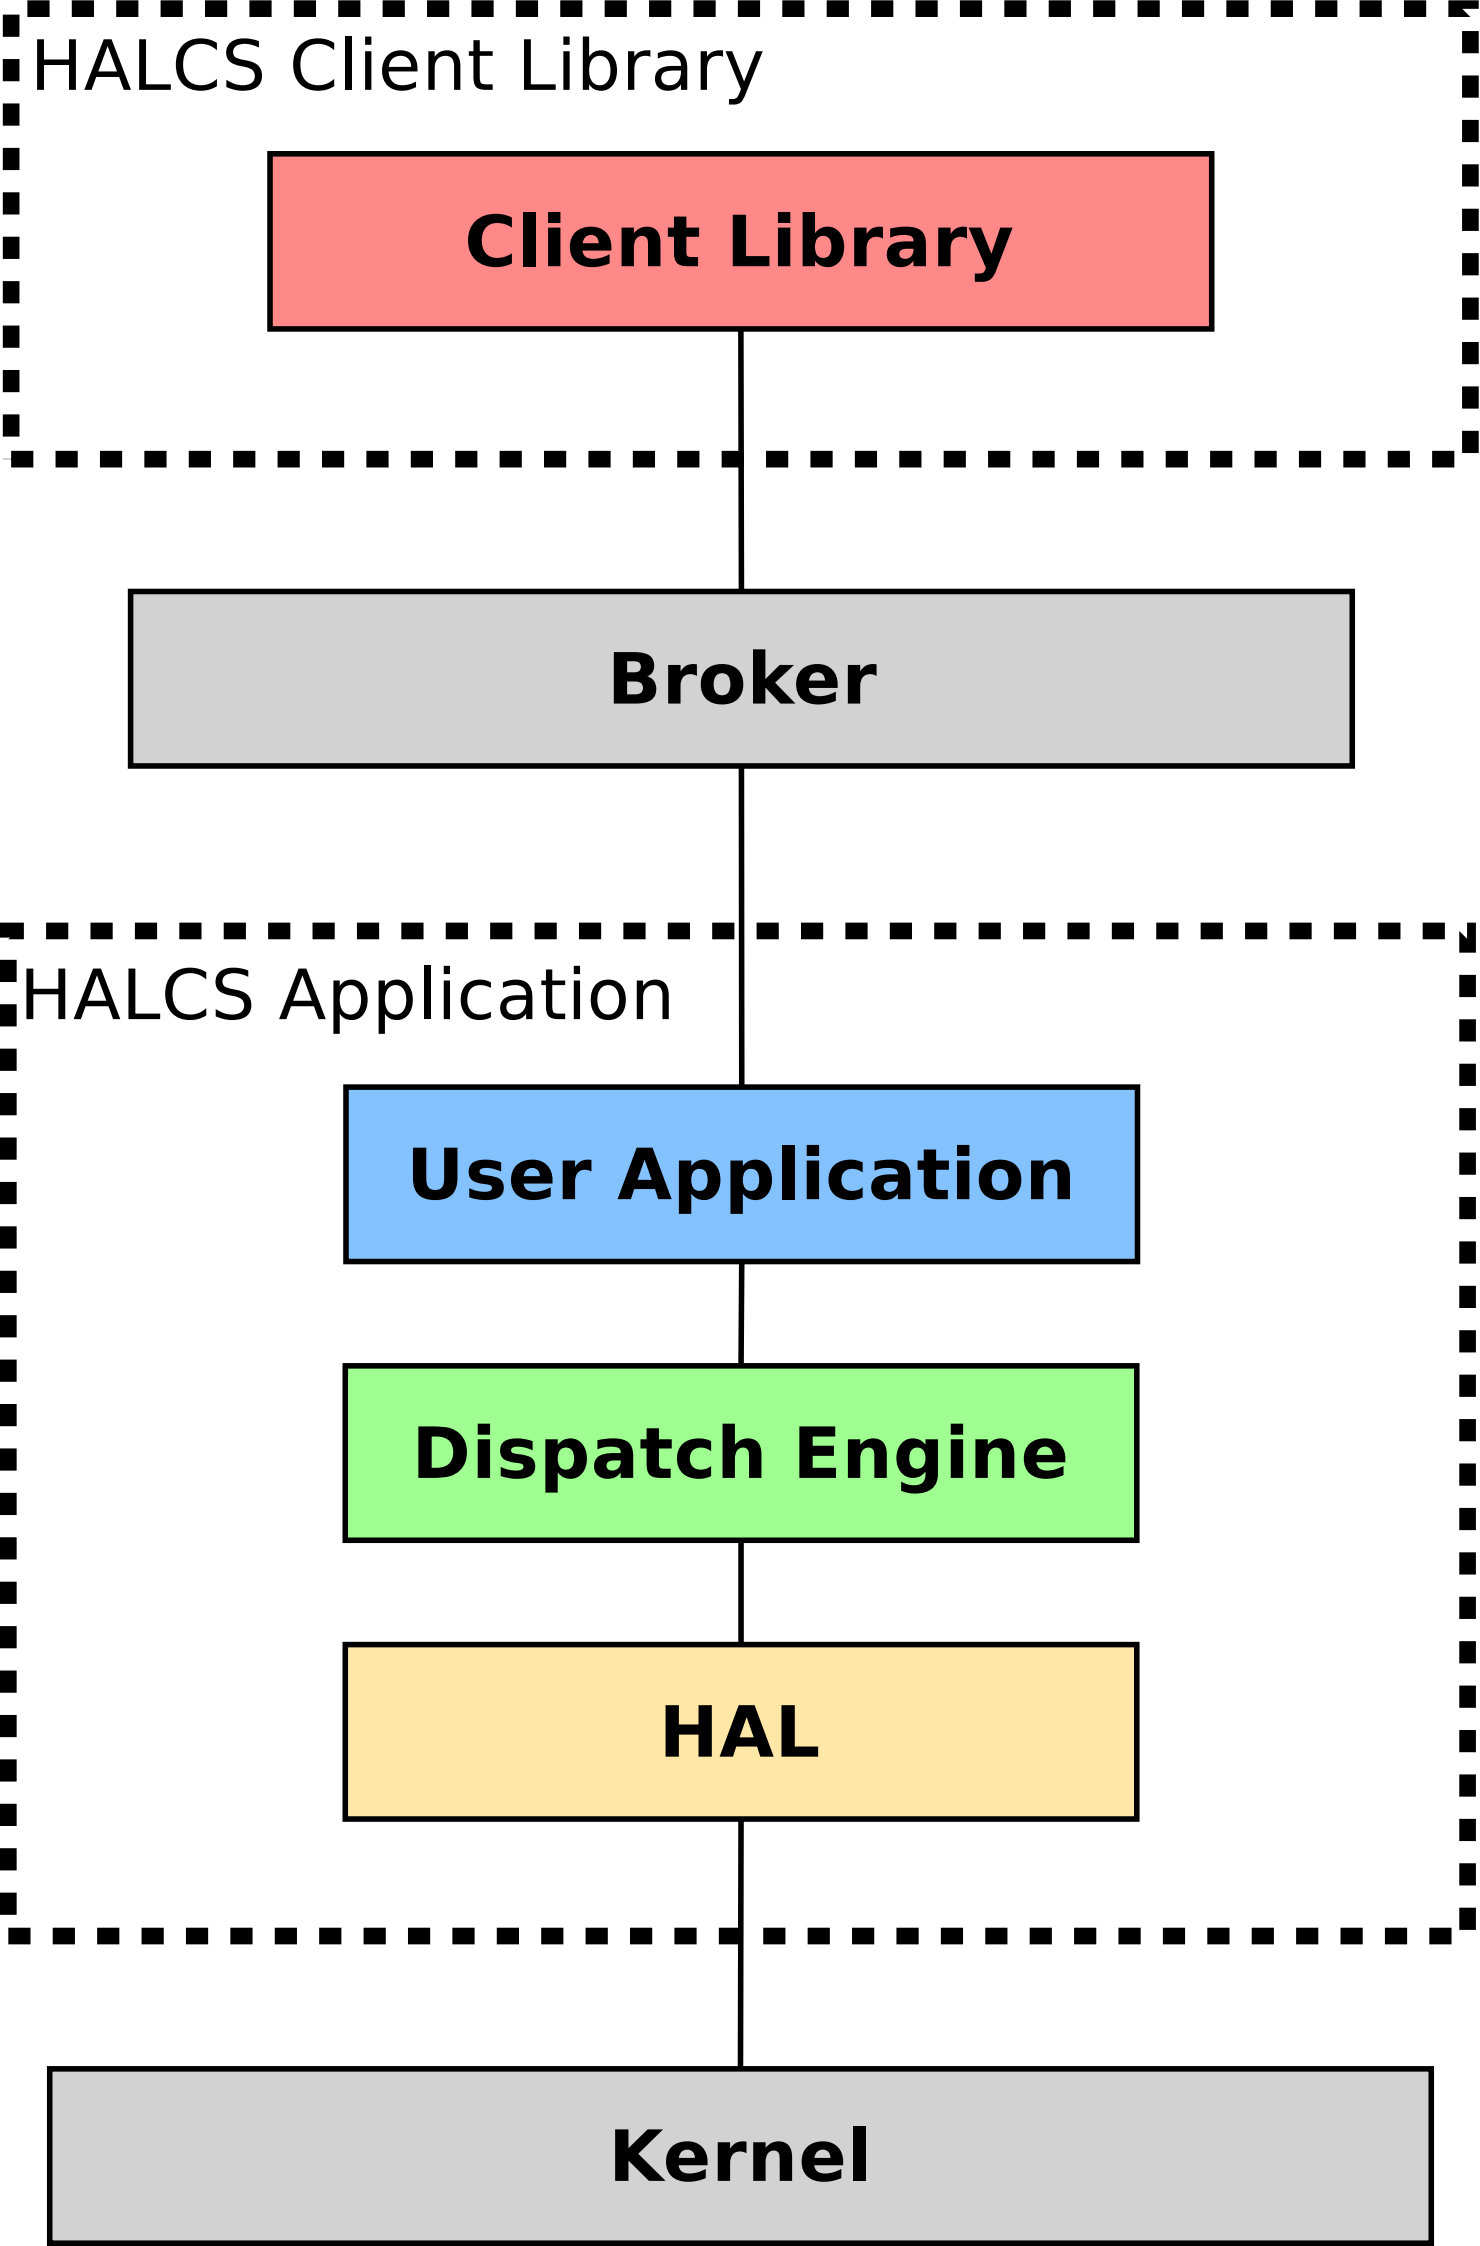 HALCS Client Library
Client Library
Broker
HALCS Application
User Application
Dispatch Engine
HAL
Kernel